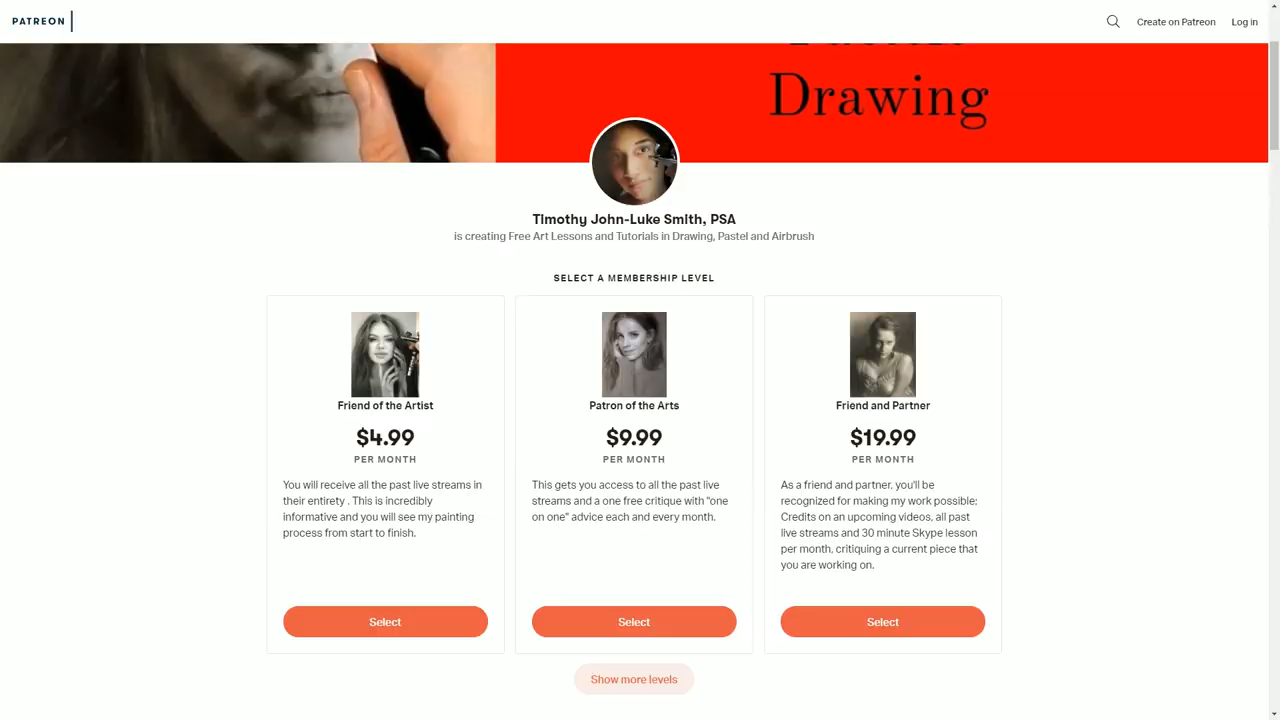 PATREON
Create on Patreon
Log in
Drawing
Timothy John-Luke Smith, PSA
is creating Free Art Lessons and Tutorials in Drawing, Pastel and Airbrush
SELECT A MEMBERSHIP LEVEL
Friend of the Artist
$4.99
PER MONTH
You will receive all the past live streams in
their entirety . This is incredibly
informative and you will see my painting
process from start to finish.
Select
Patron of the Arts
$9.99
PER MONTH
This gets you access to all the past live
streams and a one free critique with "one
on one" advice each and every month.
Select
Friend and Partner
$19.99
PER MONTH
As a friend and partner, you'll be
recognized for making my work possible;
Credits on an upcoming videos, all past
live streams and 30 minute Skype lesson
per month, critiquing a current piece that
you are working on.
Select
Show more levels